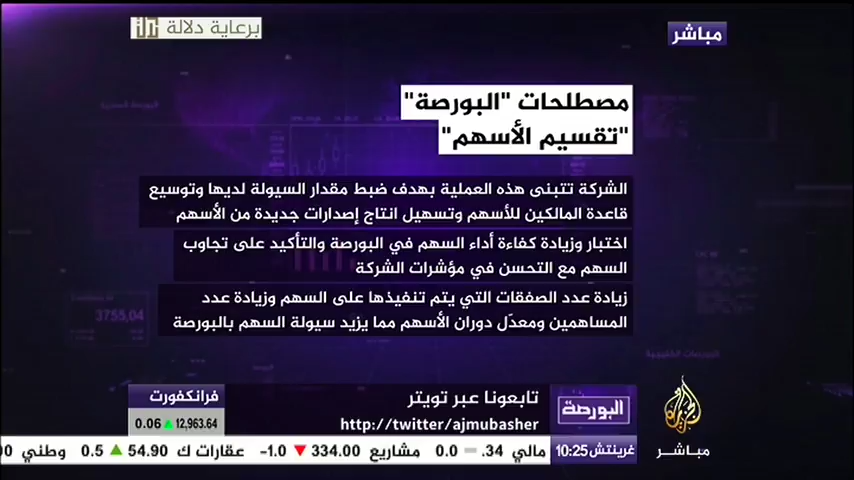 برعاية دلالة
مباشر
مصطلحات "البورصة"
"تقسيم الأسهم"
الشركة تتبنى هذه العملية بهدف ضبط مقدار السيولة لديها وتوسيع
قاعدة المالكين للأسهم وتسهيل انتاج إصدارات جديدة من الأسهم
اختبار وزيادة كفاءة أداء السهم في البورصة والتأكيد على تجاوب
السهم مع التحسن في مؤشرات الشركة
زيادة عدد الصفقات التي يتم تنفيذها على السهم وزيادة عدد
المساهمين ومعدّل دوران الأسهم مما يزيد سيولة السهم بالبورصة
3755,04
البورصة
تابعونا عبر تويتر
http://twitter/ajmubasher
فرانكفورت
12,963.64 ▲ 0.06
الجزيرة
مباشر
غرينتش 10:25
مالي .34 0.0 مشاريع 334.00 ▼ -1.0 عقارات ك 54.90 ▲ 0.5 وطني